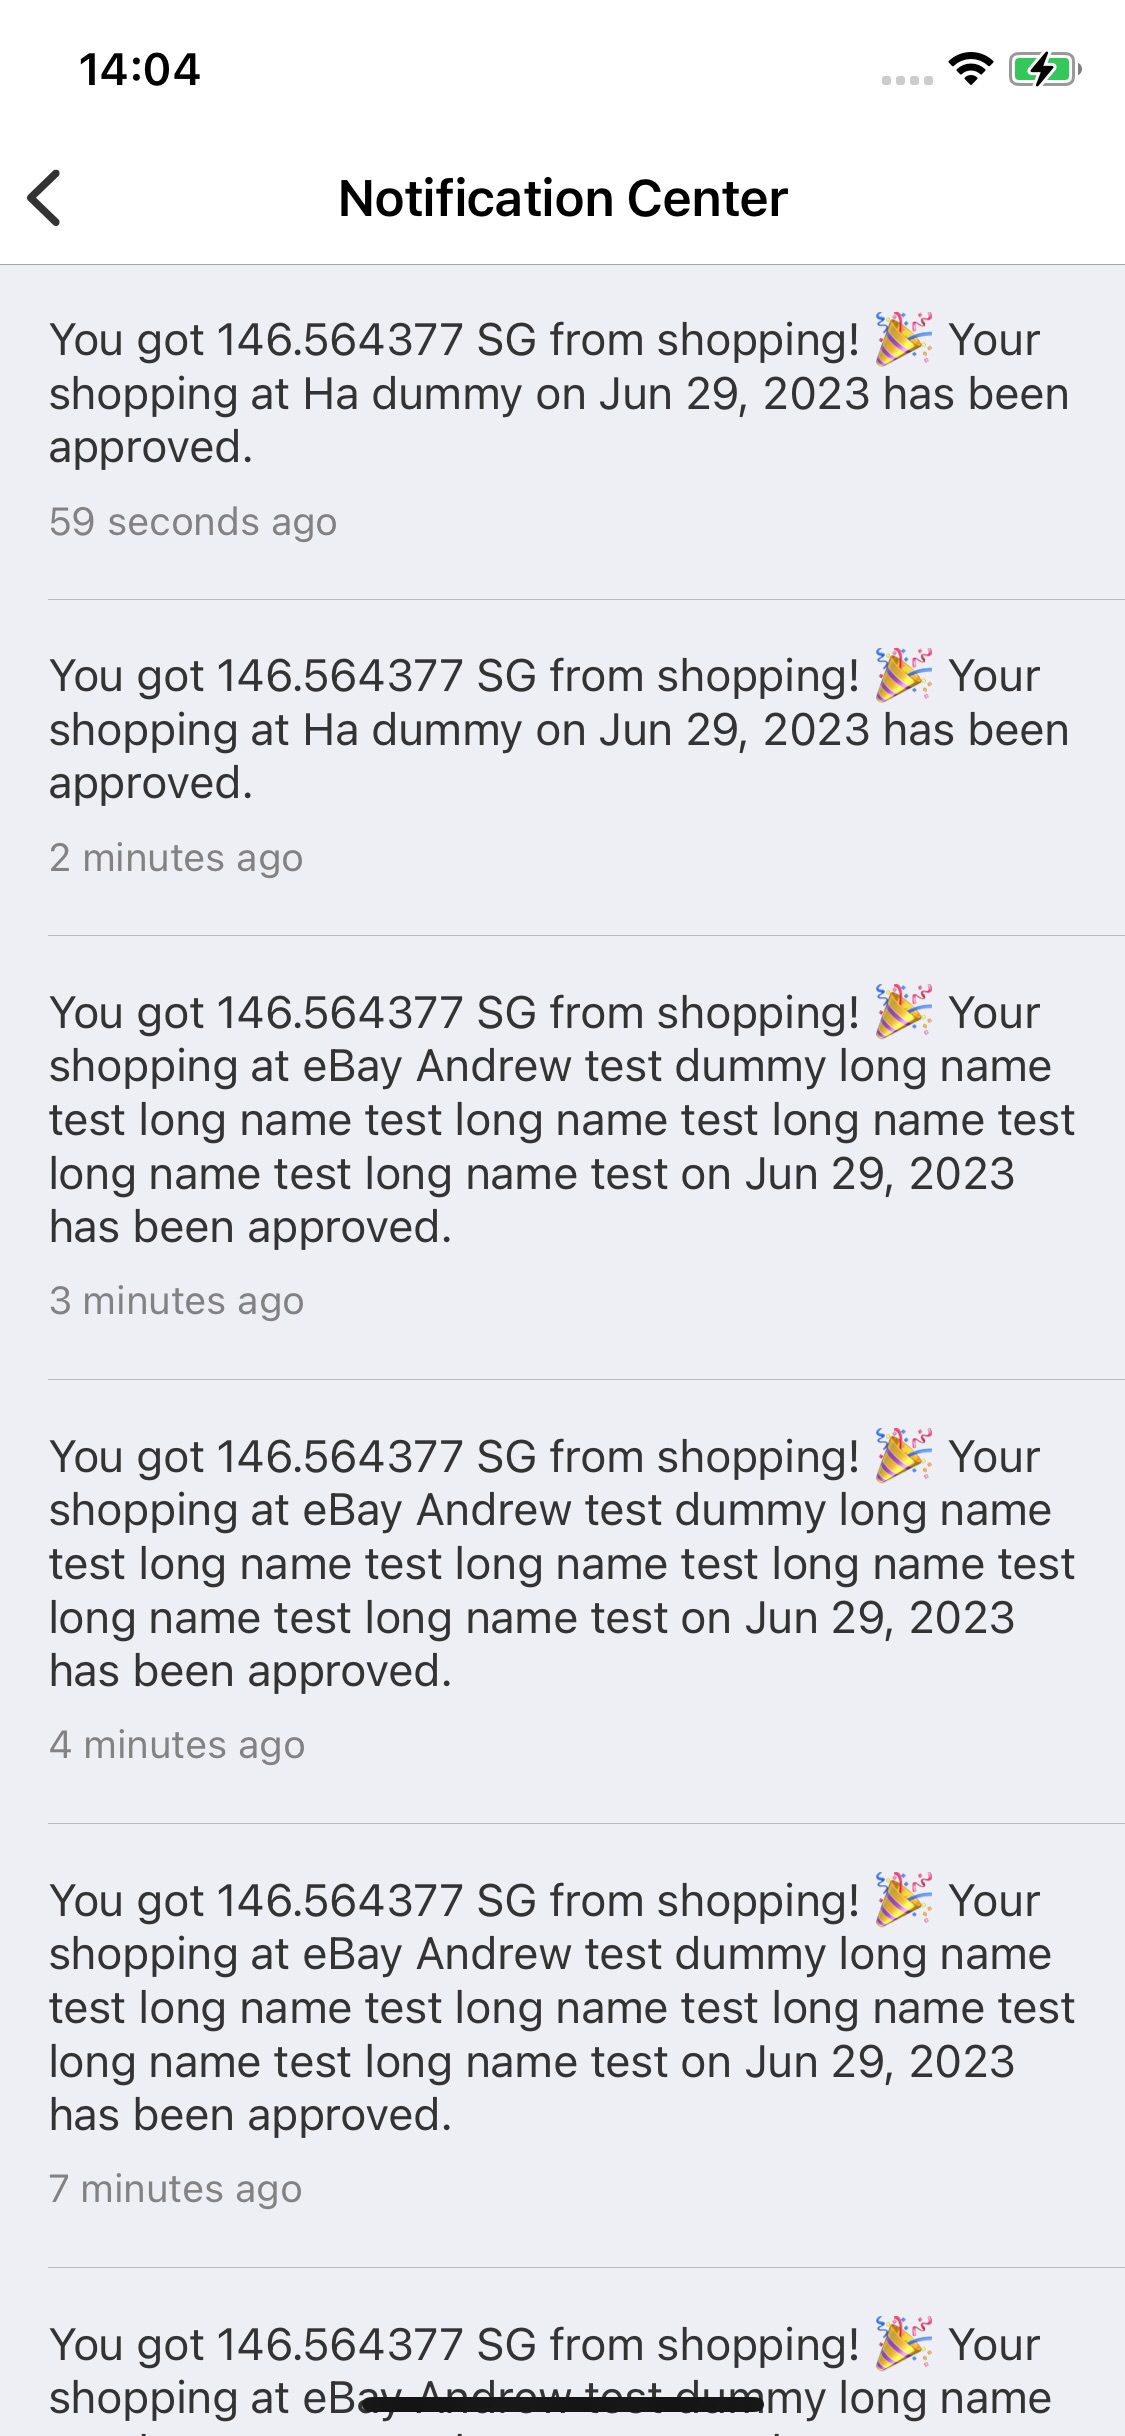 14:04
Notification Center
You got 146.564377 SG from shopping! 🎉 Your
shopping at Ha dummy on Jun 29, 2023 has been
approved.
59 seconds ago
You got 146.564377 SG from shopping! 🎉 Your
shopping at Ha dummy on Jun 29, 2023 has been
approved.
2 minutes ago
You got 146.564377 SG from shopping! 🎉 Your
shopping at eBay Andrew test dummy long name
test long name test long name test long name test
long name test long name test on Jun 29, 2023
has been approved.
3 minutes ago
You got 146.564377 SG from shopping! 🎉 Your
shopping at eBay Andrew test dummy long name
test long name test long name test long name test
long name test long name test on Jun 29, 2023
has been approved.
4 minutes ago
You got 146.564377 SG from shopping! 🎉 Your
shopping at eBay Andrew test dummy long name
test long name test long name test long name test
long name test long name test on Jun 29, 2023
has been approved.
7 minutes ago
You got 146.564377 SG from shopping! 🎉 Your
shopping at eBay Andrew test dummy long name